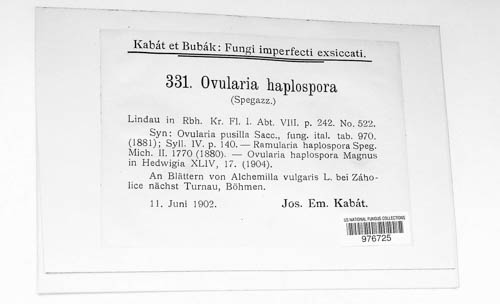 Kabát et Bubák: Fungi imperfecti exsiccati.
331. Ovularia haplospora
(Spegazz.)
Lindau in Rbh. Kr. Fl. I. Abt. VIII. p. 242. No. 522.
Syn: Ovularia pusilla Sacc., fung. ital. tab. 970.
(1881); Syll. IV. p. 140. — Ramularia haplospora Speg.
Mich. II. 1770 (1880). — Ovularia haplospora Magnus
in Hedwigia XLIV, 17. (1904).
An Blättern von Alchemilla vulgaris L. bei Záho-
lice nächst Turnau, Böhmen.
11. Juni 1902. Jos. Em. Kabát.
US NATIONAL FUNGUS COLLECTIONS
976725